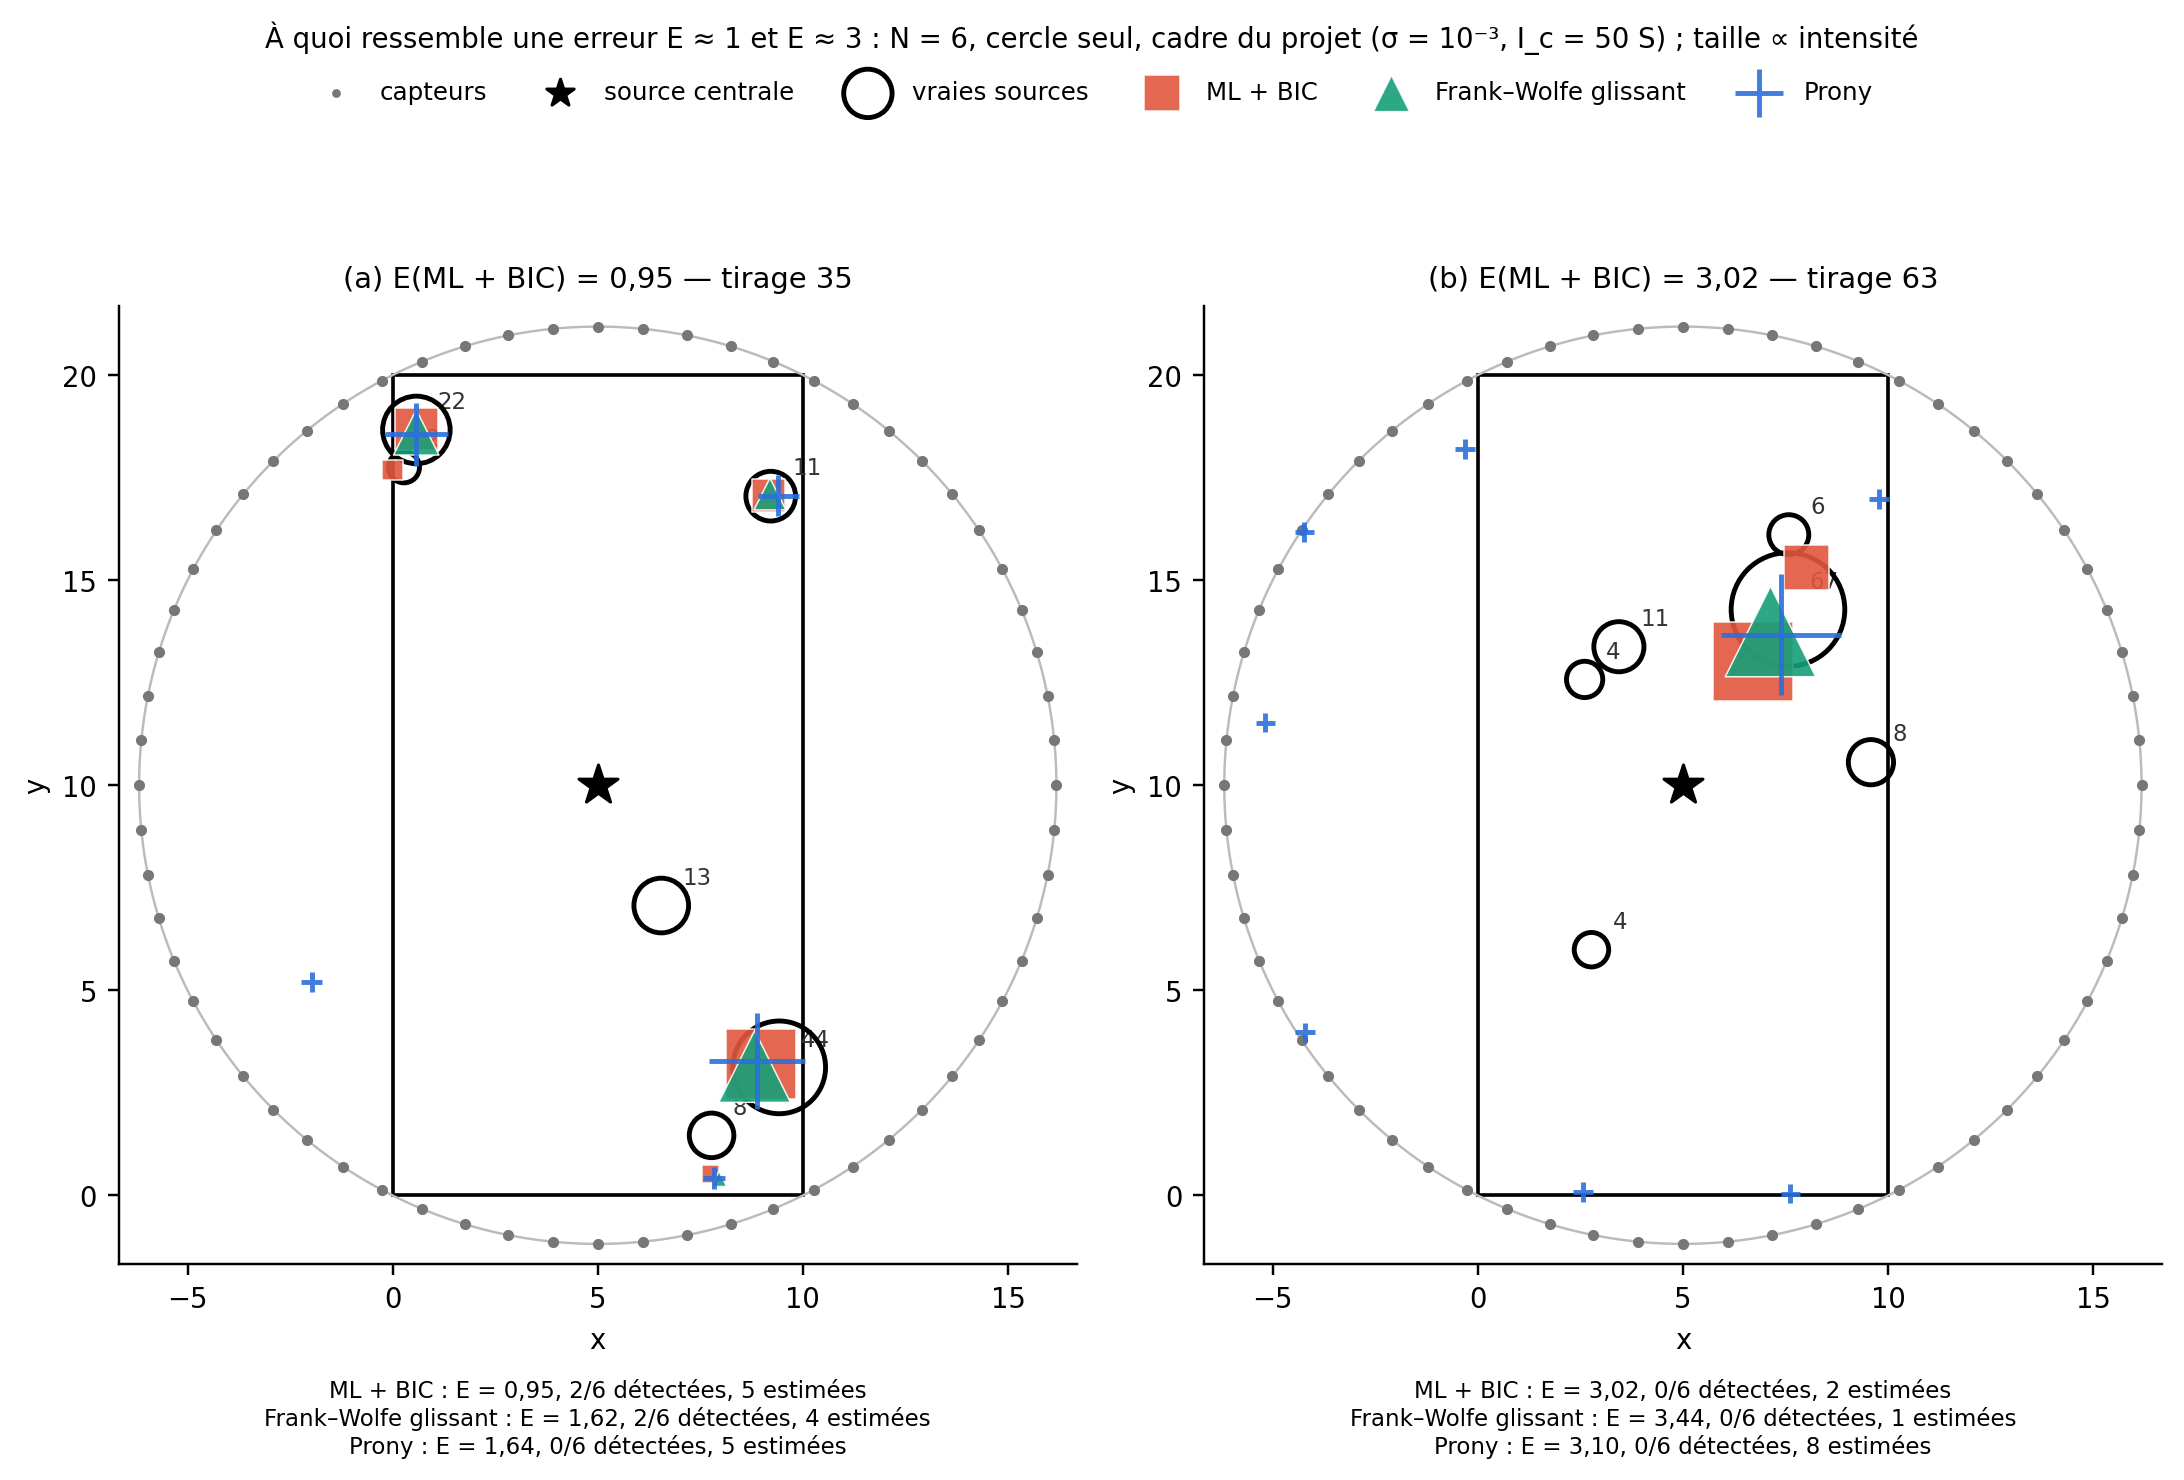 À quoi ressemble une erreur E ≈ 1 et E ≈ 3 : N = 6, cercle seul, cadre du projet (σ = 10⁻³, I_c = 50 S) ; taille ∝ intensité
capteurs source centrale vraies sources ML + BIC Frank–Wolfe glissant Prony
(a) E(ML + BIC) = 0,95 — tirage 35
20
15
10
5
0
y
22
11
13
44
8
−5 0 5 10 15
x
ML + BIC : E = 0,95, 2/6 détectées, 5 estimées
Frank–Wolfe glissant : E = 1,62, 2/6 détectées, 4 estimées
Prony : E = 1,64, 0/6 détectées, 5 estimées
(b) E(ML + BIC) = 3,02 — tirage 63
20
15
10
5
0
y
6
67
11
4
8
4
−5 0 5 10 15
x
ML + BIC : E = 3,02, 0/6 détectées, 2 estimées
Frank–Wolfe glissant : E = 3,44, 0/6 détectées, 1 estimées
Prony : E = 3,10, 0/6 détectées, 8 estimées